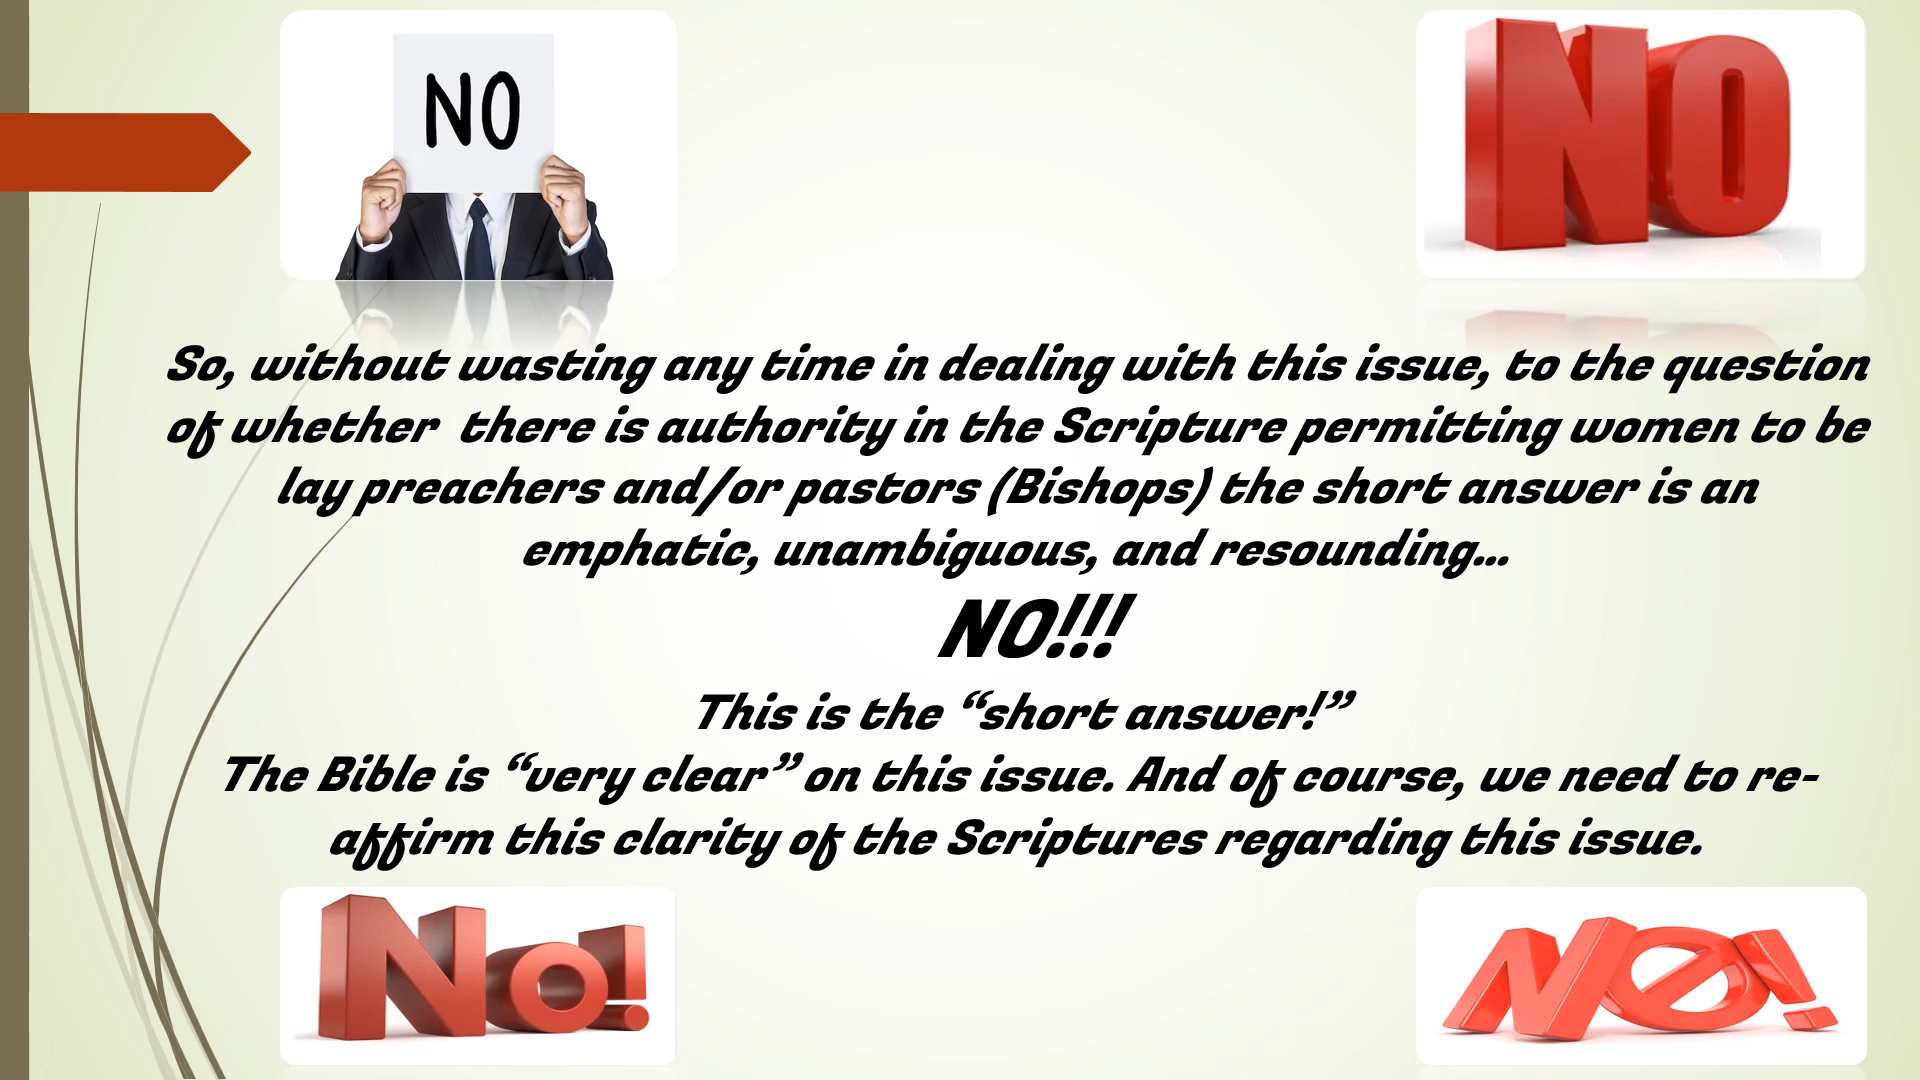 NO
NO
So, without wasting any time in dealing with this issue, to the question
of whether  there is authority in the Scripture permitting women to be
lay preachers and/or pastors (Bishops) the short answer is an
emphatic, unambiguous, and resounding…
NO!!!
This is the “short answer!”
The Bible is “very clear” on this issue. And of course, we need to re-
affirm this clarity of the Scriptures regarding this issue.
No!
NO!